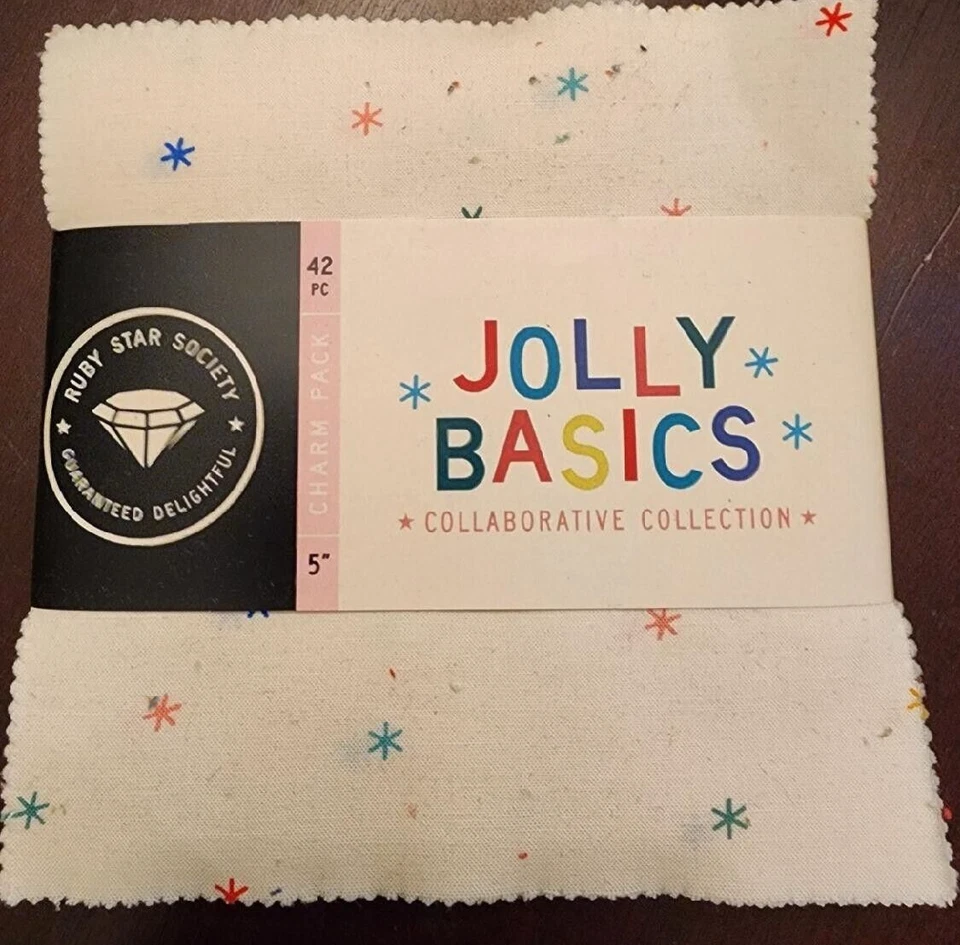 RUBY STAR SOCIETY
GUARANTEED DELIGHTFUL
42
PC
CHARM PACK
5"
JOLLY
BASICS
COLLABORATIVE COLLECTION